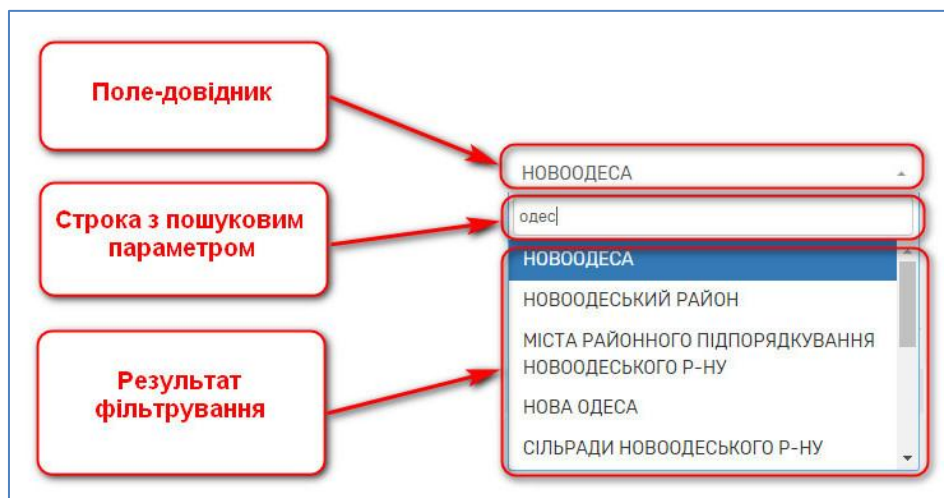 Поле-довідник
НОВООДЕСА
Строка з пошуковим
параметром
одес
НОВООДЕСА
НОВООДЕСЬКИЙ РАЙОН
МІСТА РАЙОННОГО ПІДПОРЯДКУВАННЯ
НОВООДЕСЬКОГО Р-НУ
Результат
фільтрування
НОВА ОДЕСА
СІЛЬРАДИ НОВООДЕСЬКОГО Р-НУ